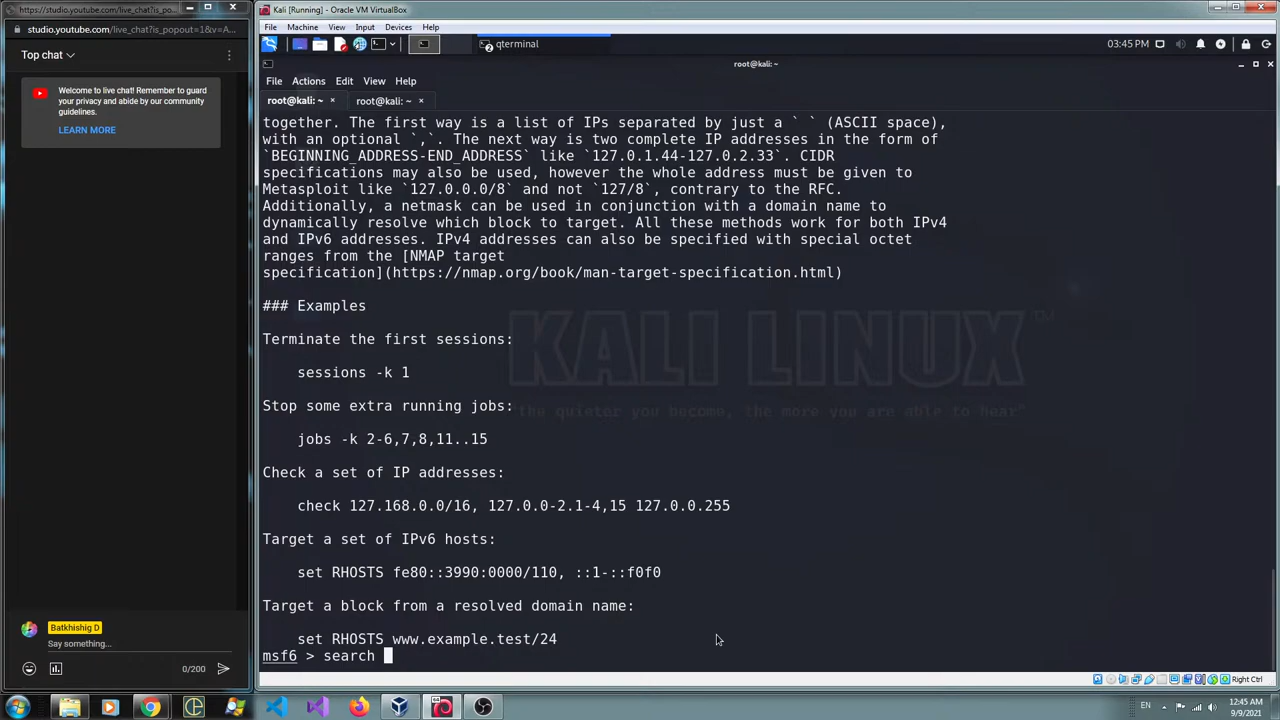 https://studio.youtube.com/live_chat?is_po...
studio.youtube.com/live_chat?is_popout=1&v=A...
Top chat
Welcome to live chat! Remember to guard
your privacy and abide by our community
guidelines.
LEARN MORE
Batkhishig D
Say something...
0/200
Kali [Running] - Oracle VM VirtualBox
File Machine View Input Devices Help
qterminal
03:45 PM
root@kali: ~
File Actions Edit View Help
root@kali: ~ × root@kali: ~ ×
together. The first way is a list of IPs separated by just a ` ` (ASCII space),
with an optional `,`. The next way is two complete IP addresses in the form of
`BEGINNING_ADDRESS-END_ADDRESS` like `127.0.1.44-127.0.2.33`. CIDR
specifications may also be used, however the whole address must be given to
Metasploit like `127.0.0.0/8` and not `127/8`, contrary to the RFC.
Additionally, a netmask can be used in conjunction with a domain name to
dynamically resolve which block to target. All these methods work for both IPv4
and IPv6 addresses. IPv4 addresses can also be specified with special octet
ranges from the [NMAP target
specification](https://nmap.org/book/man-target-specification.html)
### Examples
Terminate the first sessions:
sessions -k 1
Stop some extra running jobs:
jobs -k 2-6,7,8,11..15
Check a set of IP addresses:
check 127.168.0.0/16, 127.0.0-2.1-4,15 127.0.0.255
Target a set of IPv6 hosts:
set RHOSTS fe80::3990:0000/110, ::1-::f0f0
Target a block from a resolved domain name:
set RHOSTS www.example.test/24
msf6 > search
KALI LINUX™
"the quieter you become, the more you are able to hear"
Right Ctrl
EN
12:45 AM
9/9/2021